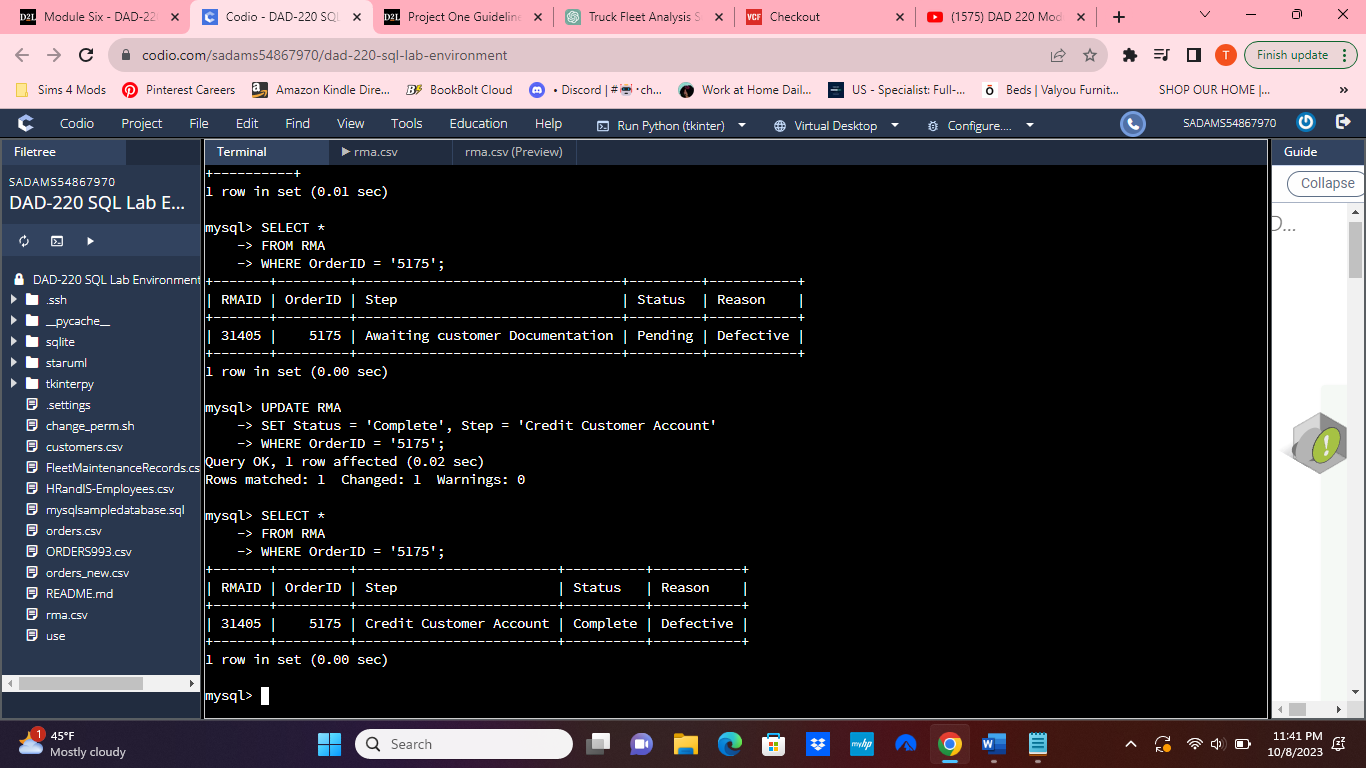 Module Six - DAD-22
Codio - DAD-220 SQL
Project One Guideline
Truck Fleet Analysis S
Checkout
(1575) DAD 220 Mod
codio.com/sadams54867970/dad-220-sql-lab-environment
T
Finish update
Sims 4 Mods
Pinterest Careers
Amazon Kindle Dire...
BookBolt Cloud
• Discord | #
ch...
Work at Home Dail...
US - Specialist: Full-...
Beds | Valyou Furnit...
SHOP OUR HOME |...
»
Codio Project File Edit Find View Tools Education Help
Run Python (tkinter)
Virtual Desktop
Configure....
SADAMS54867970
Filetree
Terminal
rma.csv
rma.csv (Preview)
Guide
Collapse
D...
SADAMS54867970
DAD-220 SQL Lab E...
DAD-220 SQL Lab Environment
.ssh
__pycache__
sqlite
staruml
tkinterpy
.settings
change_perm.sh
customers.csv
FleetMaintenanceRecords.cs
HRandIS-Employees.csv
mysqlsampledatabase.sql
orders.csv
ORDERS993.csv
orders_new.csv
README.md
rma.csv
use
+----------+
1 row in set (0.01 sec)
mysql> SELECT *
    -> FROM RMA
    -> WHERE OrderID = '5175';
+-------+---------+---------------------------------+---------+-----------+
| RMAID | OrderID | Step                            | Status  | Reason    |
+-------+---------+---------------------------------+---------+-----------+
| 31405 |    5175 | Awaiting customer Documentation | Pending | Defective |
+-------+---------+---------------------------------+---------+-----------+
1 row in set (0.00 sec)
mysql> UPDATE RMA
    -> SET Status = 'Complete', Step = 'Credit Customer Account'
    -> WHERE OrderID = '5175';
Query OK, 1 row affected (0.02 sec)
Rows matched: 1  Changed: 1  Warnings: 0
mysql> SELECT *
    -> FROM RMA
    -> WHERE OrderID = '5175';
+-------+---------+-------------------------+----------+-----------+
| RMAID | OrderID | Step                    | Status   | Reason    |
+-------+---------+-------------------------+----------+-----------+
| 31405 |    5175 | Credit Customer Account | Complete | Defective |
+-------+---------+-------------------------+----------+-----------+
1 row in set (0.00 sec)
mysql>
1
45°F
Mostly cloudy
Search
11:41 PM
10/8/2023